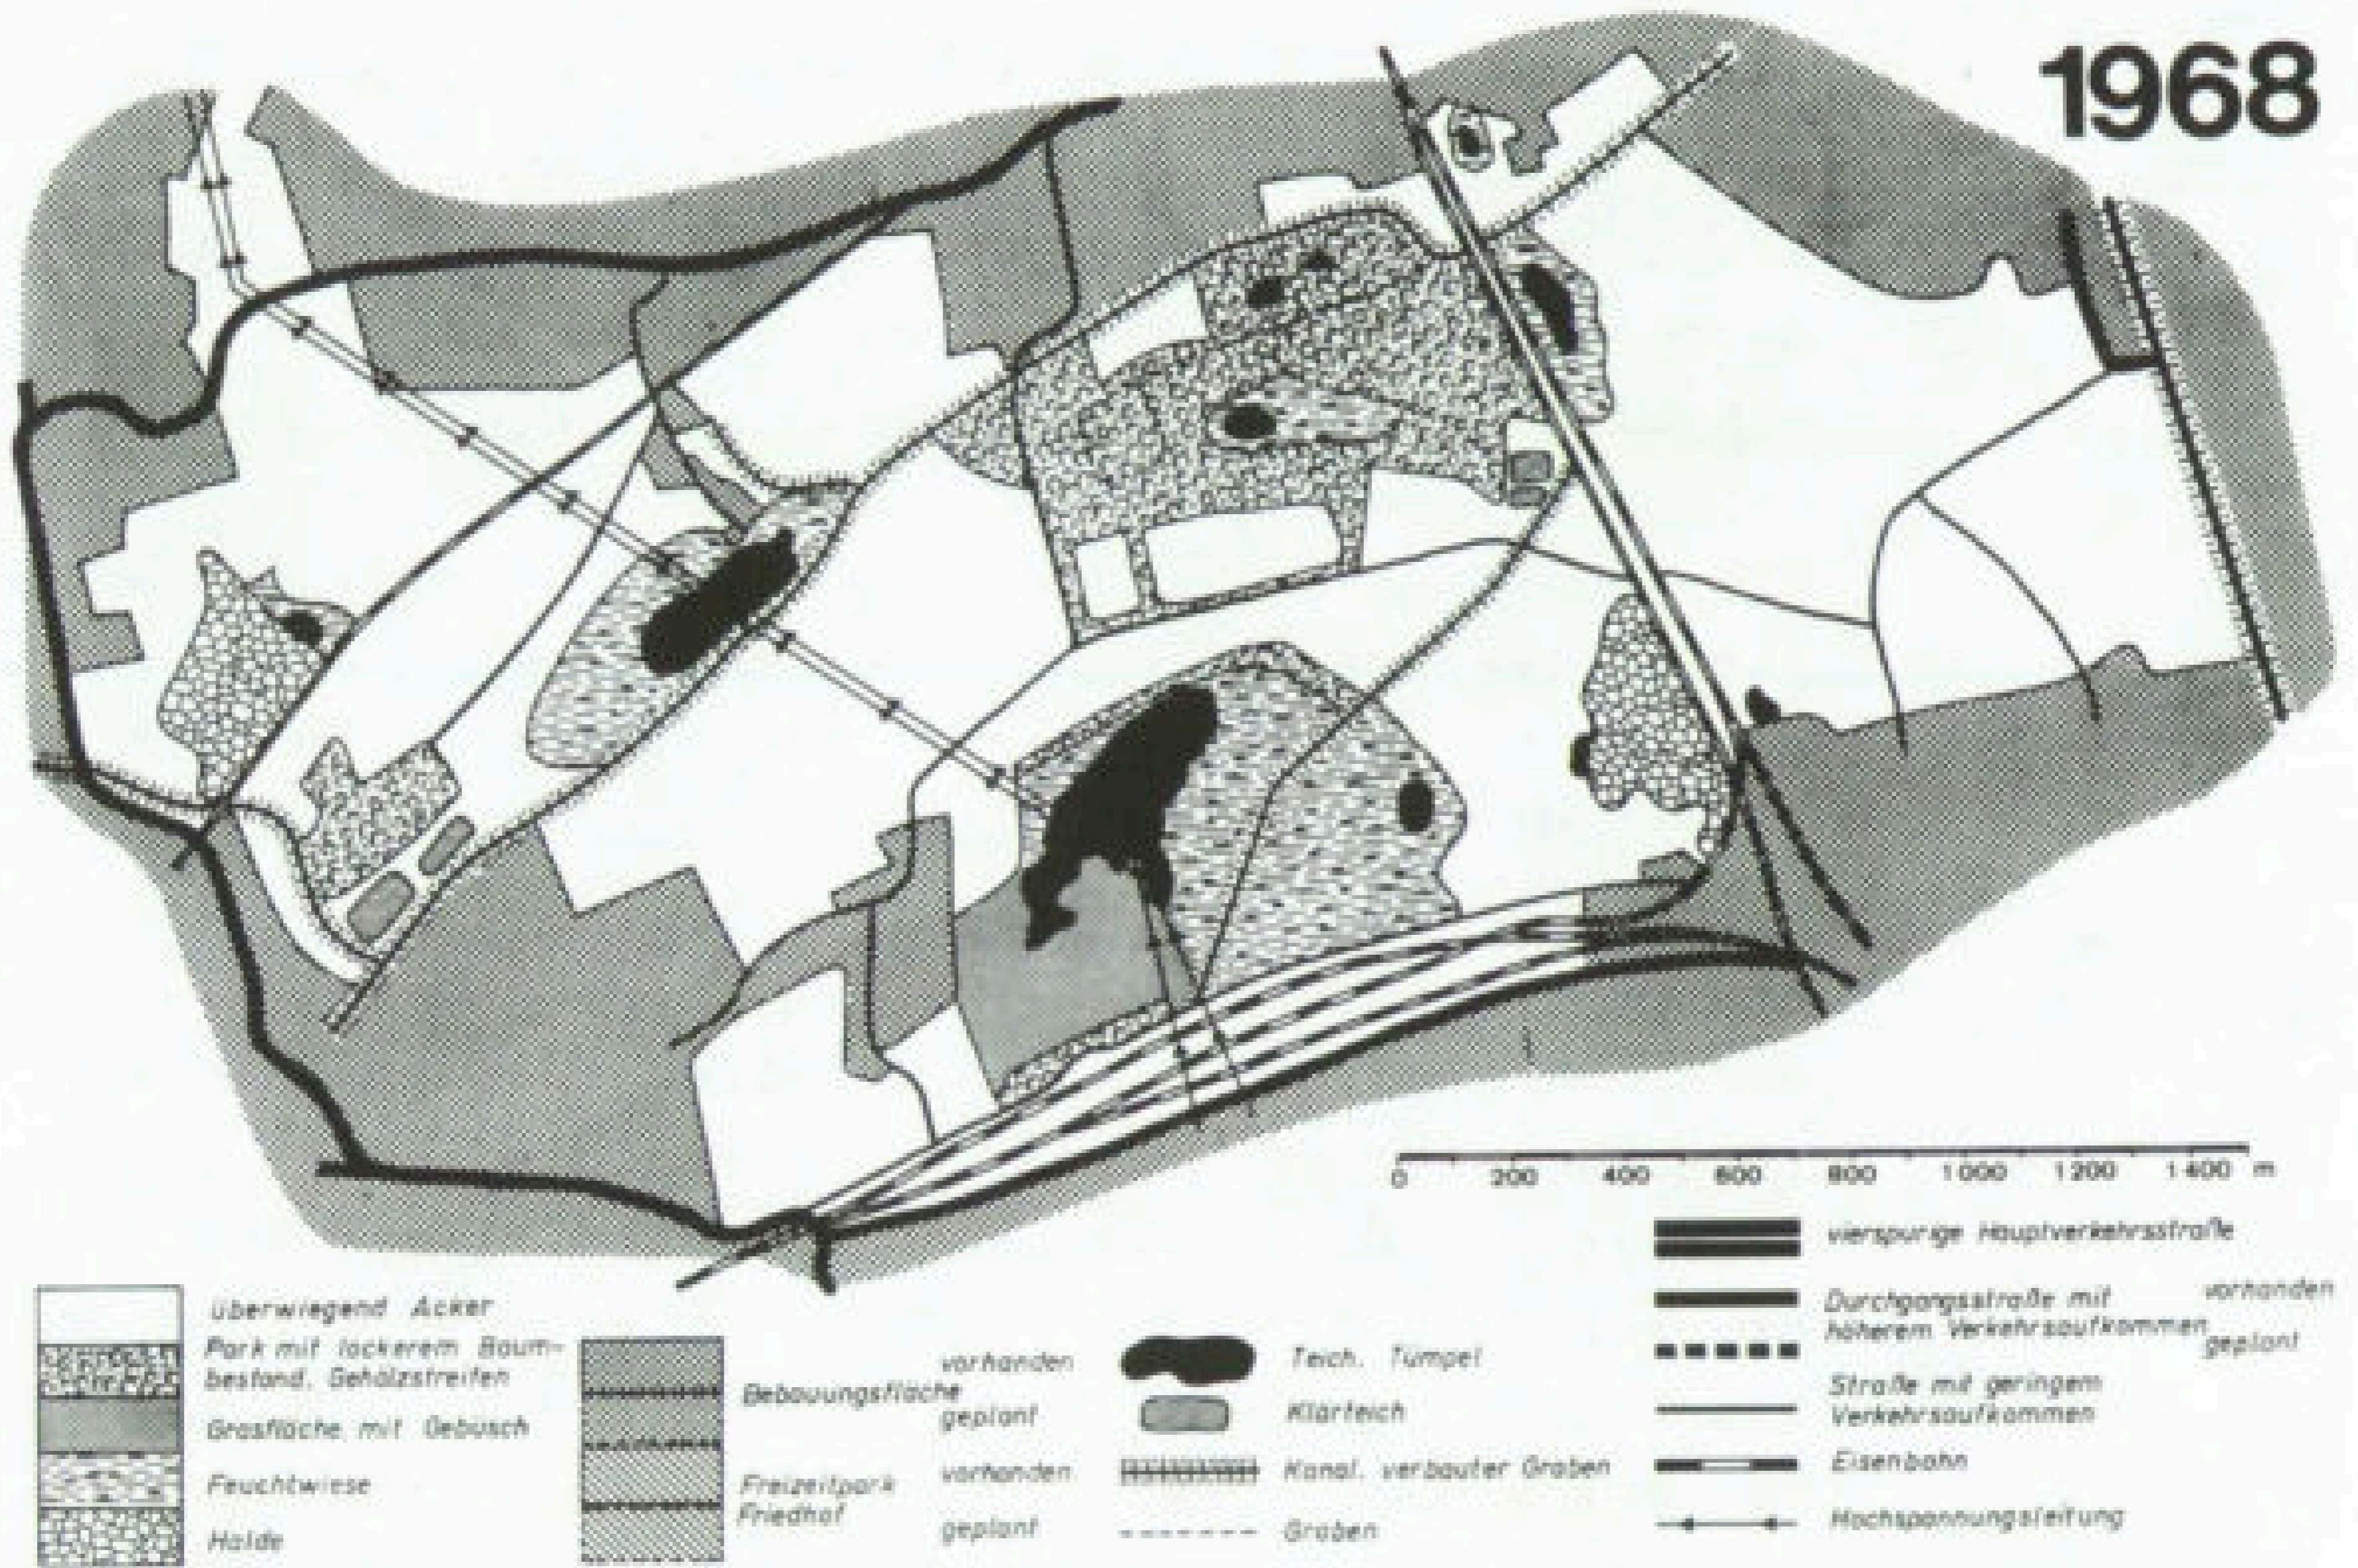 1968
0 200 400 600 800 1000 1200 1400 m
überwiegend Acker
Park mit lockerem Baum-
bestand, Gehölzstreifen
Grasfläche mit Gebüsch
Feuchtwiese
Halde
Bebauungsfläche
vorhanden
geplant
Freizeitpark
Friedhof
vorhanden
geplant
Teich, Tümpel
Klärteich
Kanal, verbauter Graben
Graben
vierspurige Hauptverkehrsstraße
Durchgangsstraße mit
höherem Verkehrsaufkommen
vorhanden
geplant
Straße mit geringem
Verkehrsaufkommen
Eisenbahn
Hochspannungsleitung